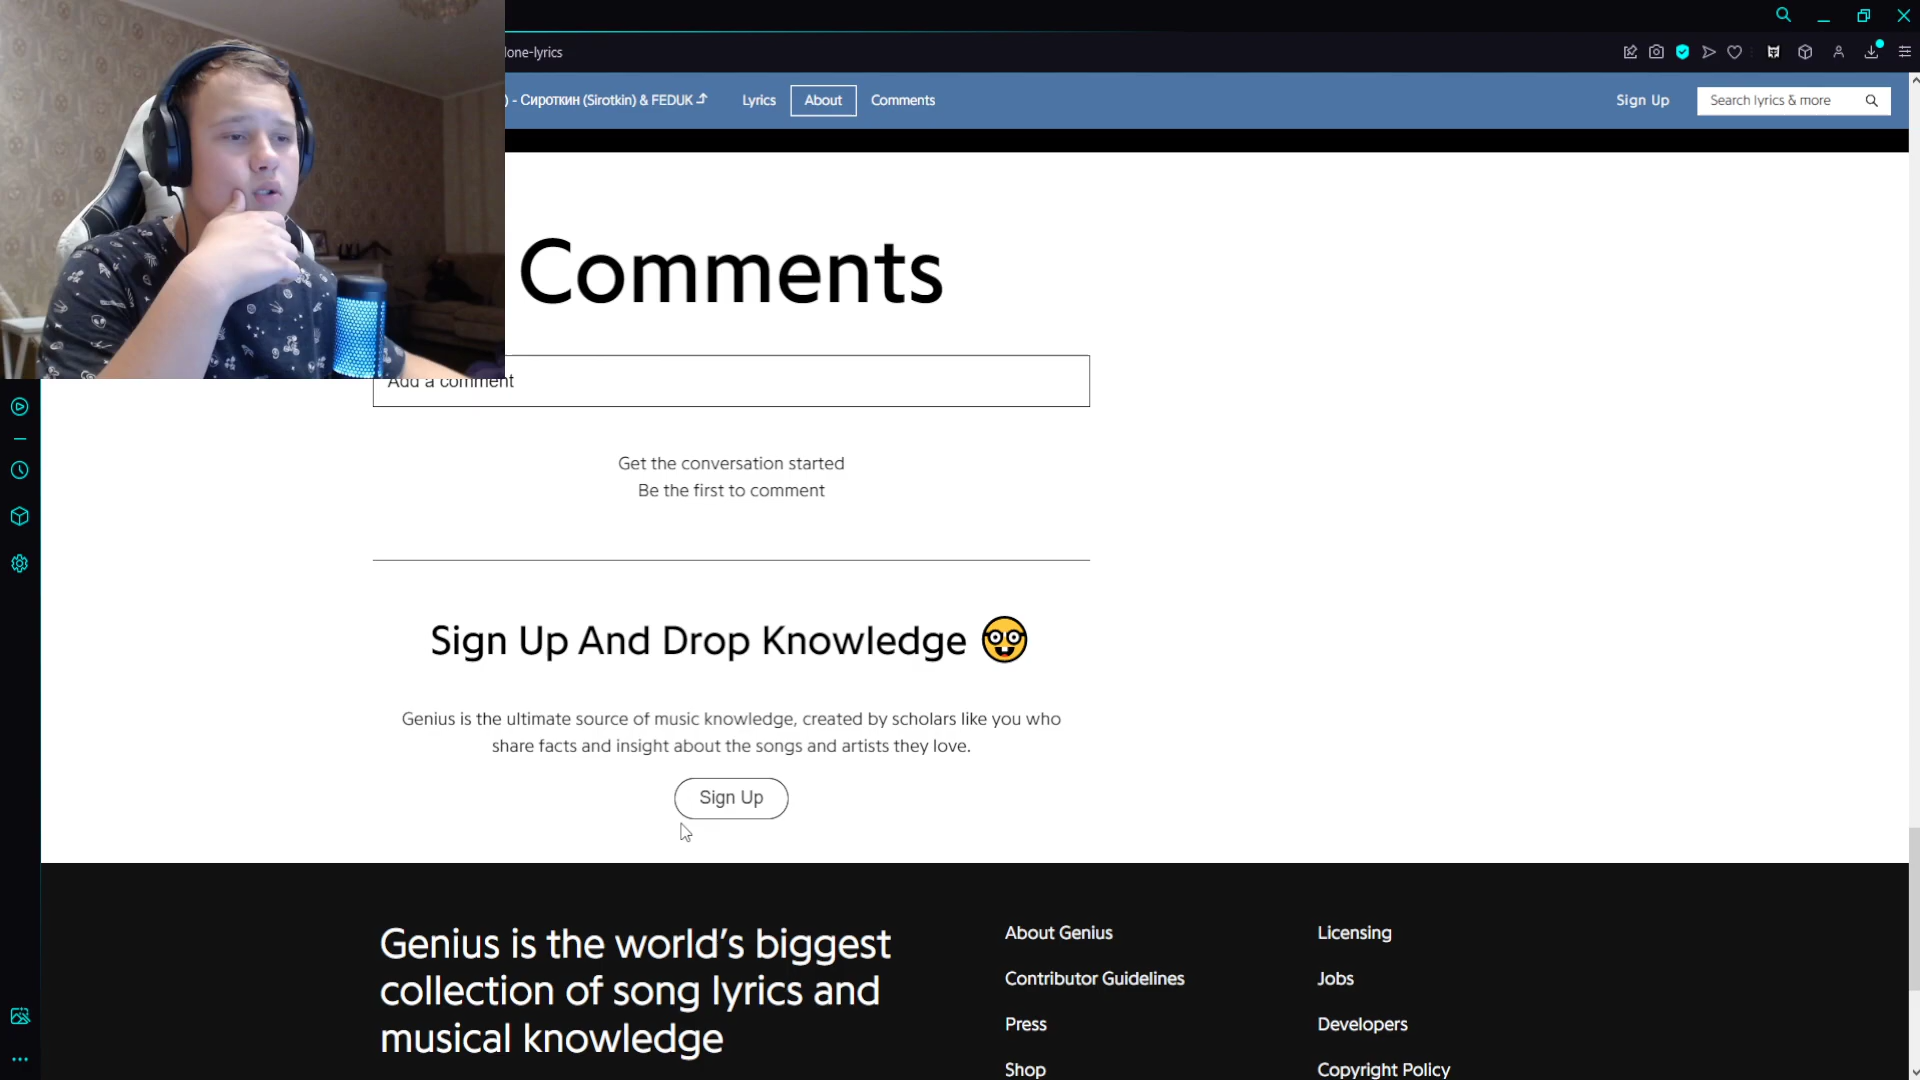 lone-lyrics
) - Сироткин (Sirotkin) & FEDUK
Lyrics
About
Comments
Sign Up
Search lyrics & more
Comments
Add a comment
Get the conversation started
Be the first to comment
Sign Up And Drop Knowledge 🤓
Genius is the ultimate source of music knowledge, created by scholars like you who
share facts and insight about the songs and artists they love.
Sign Up
Genius is the world’s biggest
collection of song lyrics and
musical knowledge
About Genius
Contributor Guidelines
Press
Shop
Licensing
Jobs
Developers
Copyright Policy